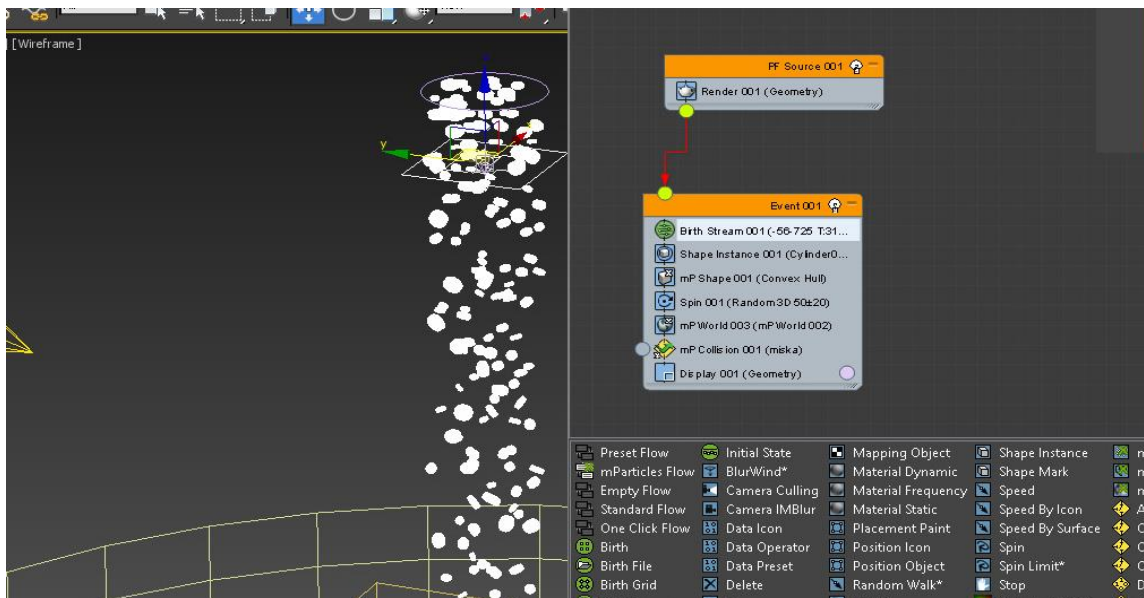 [Wireframe]
y
PF Source 001
Render 001 (Geometry)
Event 001
Birth Stream 001 (-56-725 T:31...
Shape Instance 001 (Cylinder0...
mP Shape 001 (Convex Hull)
Spin 001 (Random 3D 50±20)
mP World 003 (mP World 002)
mP Collision 001 (miska)
Display 001 (Geometry)
Preset Flow Initial State Mapping Object Shape Instance
mParticles Flow BlurWind* Material Dynamic Shape Mark
Empty Flow Camera Culling Material Frequency Speed
Standard Flow Camera IMBlur Material Static Speed By Icon
One Click Flow Data Icon Placement Paint Speed By Surface
Birth Data Operator Position Icon Spin
Birth File Data Preset Position Object Spin Limit*
Birth Grid Delete Random Walk* Stop